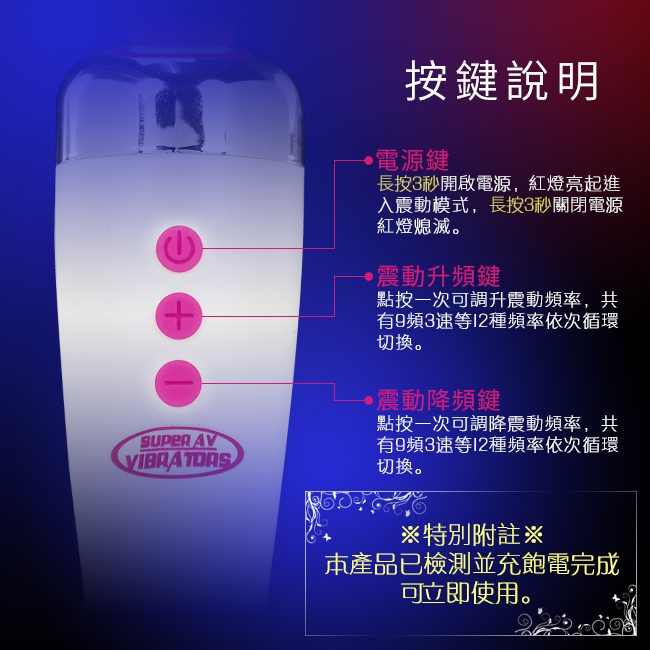 按鍵說明
電源鍵
長按3秒開啟電源，紅燈亮起進
入震動模式，長按3秒關閉電源
紅燈熄滅。
震動升頻鍵
點按一次可調升震動頻率，共
有9頻3速等12種頻率依次循環
切換。
震動降頻鍵
點按一次可調降震動頻率，共
有9頻3速等12種頻率依次循環
切換。
SUPER AV
VIBRATORS
※特別附註※
本產品已檢測並充飽電完成
可立即使用。